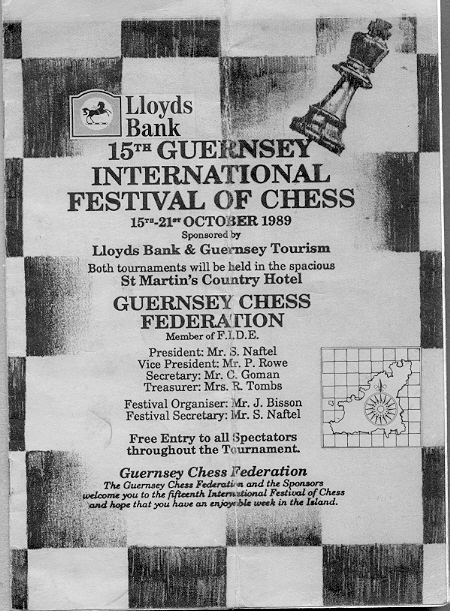 Lloyds
Bank
15TH GUERNSEY
INTERNATIONAL
FESTIVAL OF CHESS
15TH-21ST OCTOBER 1989
Sponsored by
Lloyds Bank & Guernsey Tourism
Both tournaments will be held in the spacious
St Martin's Country Hotel
GUERNSEY CHESS
FEDERATION
Member of F.I.D.E.
President: Mr. S. Naftel
Vice President: Mr. P. Rowe
Secretary: Mr. C. Goman
Treasurer: Mrs. R. Tombs
Festival Organiser: Mr. J. Bisson
Festival Secretary: Mr. S. Naftel
Free Entry to all Spectators
throughout the Tournament.
Guernsey Chess Federation
The Guernsey Chess Federation and the Sponsors
welcome you to the fifteenth International Festival of Chess
and hope that you have an enjoyable week in the Island.